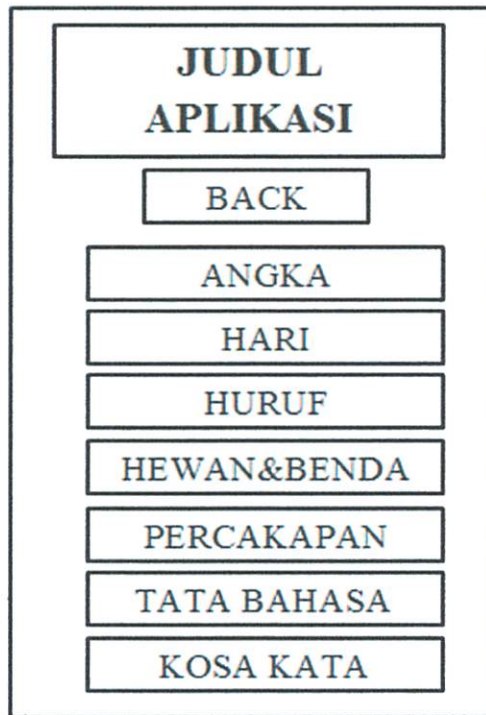 JUDUL
APLIKASI
BACK
ANGKA
HARI
HURUF
HEWAN&BENDA
PERCAKAPAN
TATA BAHASA
KOSA KATA